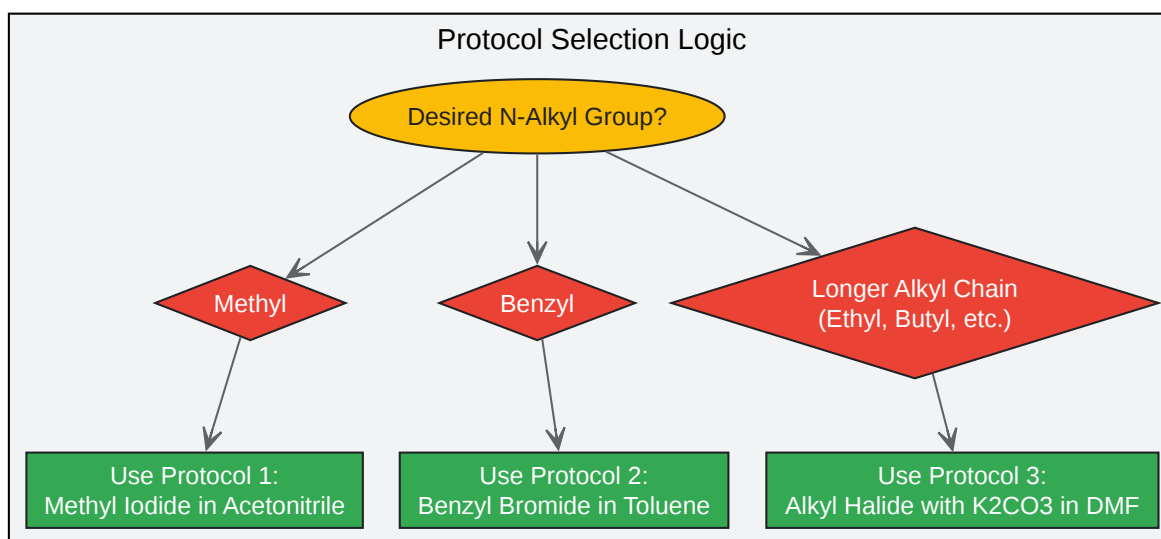 Protocol Selection Logic
Desired N-Alkyl Group?
Methyl
Benzyl
Longer Alkyl Chain
(Ethyl, Butyl, etc.)
Use Protocol 1:
Methyl Iodide in Acetonitrile
Use Protocol 2:
Benzyl Bromide in Toluene
Use Protocol 3:
Alkyl Halide with K2CO3 in DMF